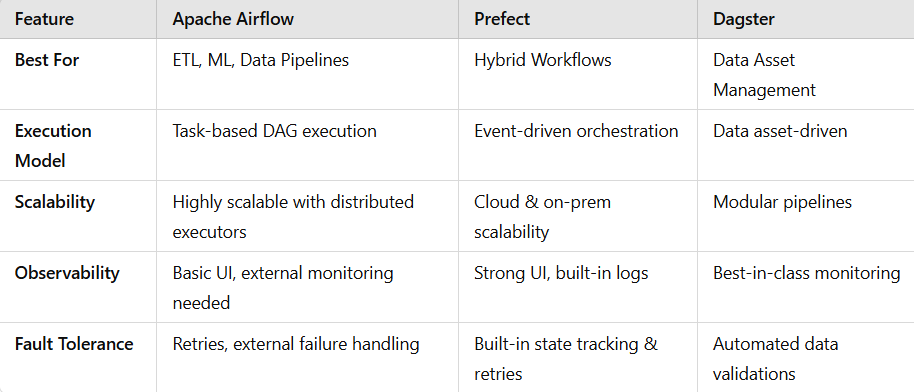 Feature Apache Airflow Prefect Dagster
Best For ETL, ML, Data Pipelines Hybrid Workflows Data Asset
Management
Execution Task-based DAG execution Event-driven orchestration Data asset-driven
Model
Scalability Highly scalable with distributed Cloud & on-prem Modular pipelines
executors scalability
Observability Basic UI, external monitoring Strong UI, built-in logs Best-in-class monitoring
needed
Fault Tolerance Retries, external failure handling Built-in state tracking & Automated data
retries validations